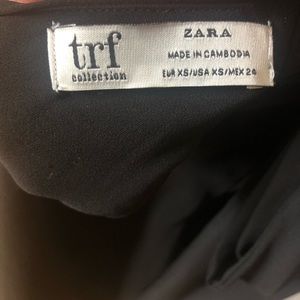 trf
collection
ZARA
MADE IN CAMBODIA
EUR XS/USA XS/MEX 24